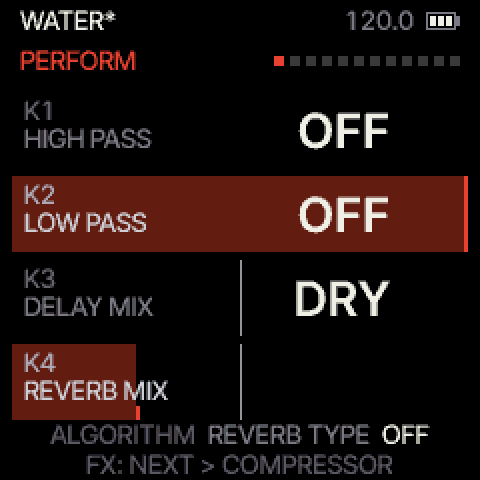 WATER* 120.0
PERFORM
K1
HIGH PASS OFF
K2
LOW PASS OFF
K3
DELAY MIX DRY
K4
REVERB MIX
ALGORITHM REVERB TYPE OFF
FX: NEXT > COMPRESSOR